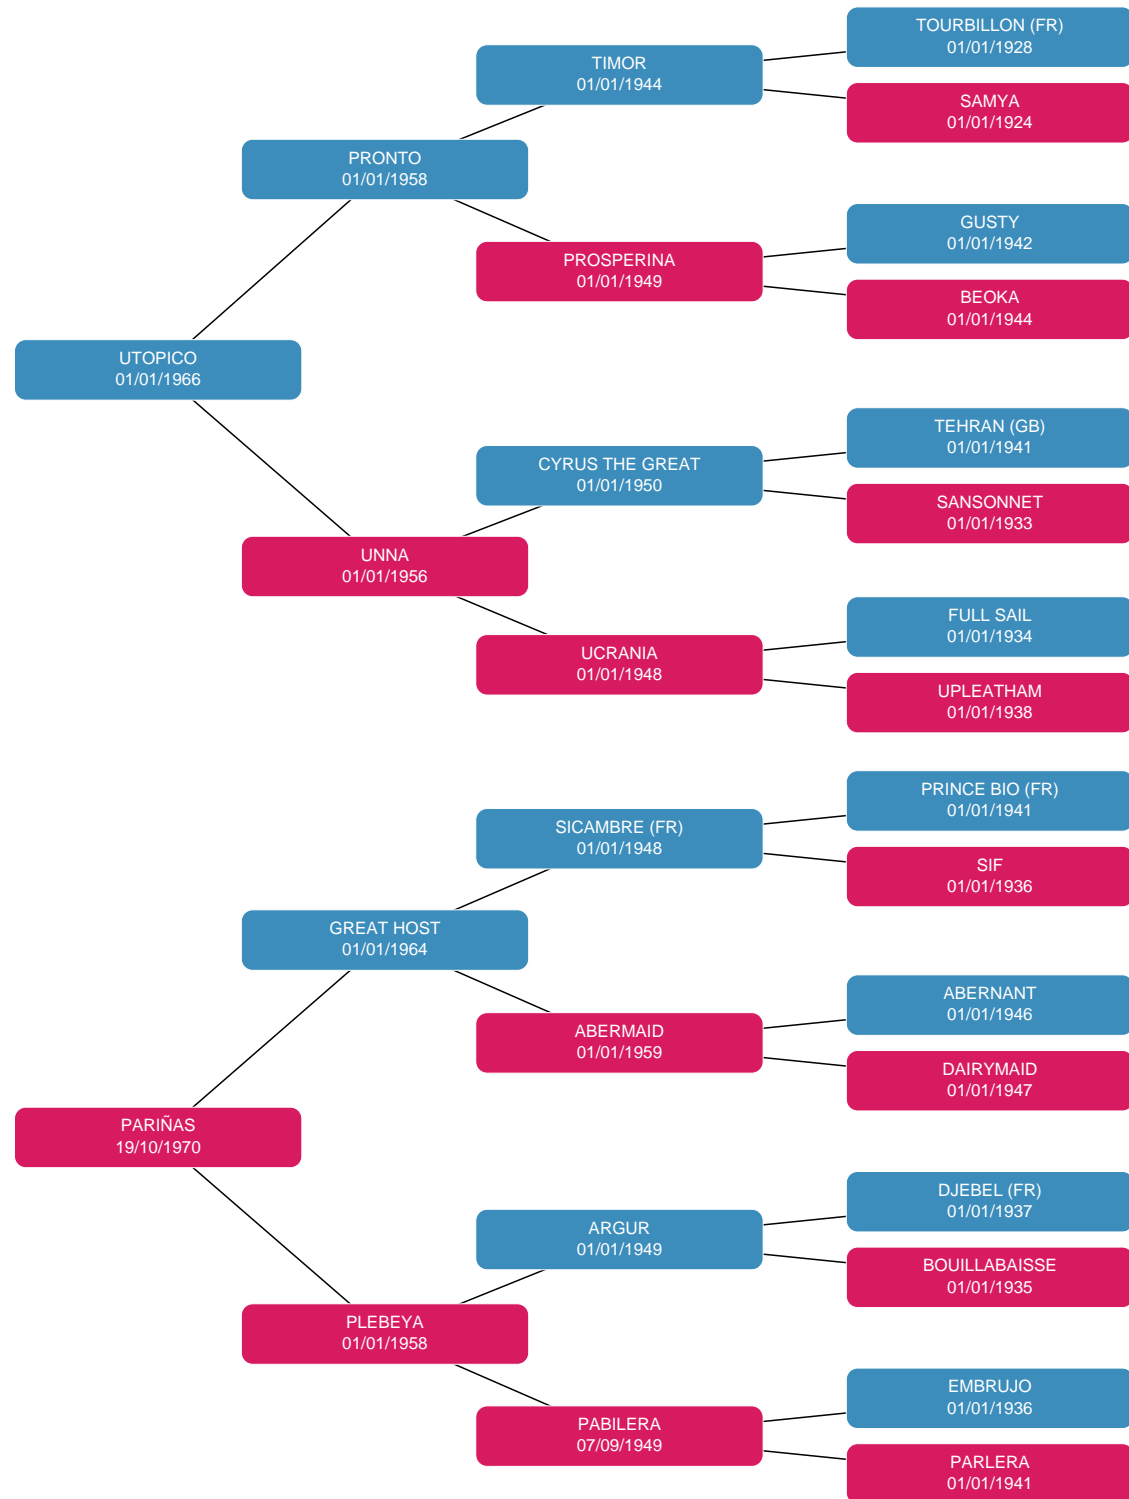 TOURBILLON (FR)
01/01/1928
TIMOR
01/01/1944
SAMYA
01/01/1924
PRONTO
01/01/1958
GUSTY
01/01/1942
PROSPERINA
01/01/1949
BEOKA
01/01/1944
UTOPICO
01/01/1966
TEHRAN (GB)
01/01/1941
CYRUS THE GREAT
01/01/1950
SANSONNET
01/01/1933
UNNA
01/01/1956
FULL SAIL
01/01/1934
UCRANIA
01/01/1948
UPLEATHAM
01/01/1938
PRINCE BIO (FR)
01/01/1941
SICAMBRE (FR)
01/01/1948
SIF
01/01/1936
GREAT HOST
01/01/1964
ABERNANT
01/01/1946
ABERMAID
01/01/1959
DAIRYMAID
01/01/1947
PARIÑAS
19/10/1970
DJEBEL (FR)
01/01/1937
ARGUR
01/01/1949
BOUILLABAISSE
01/01/1935
PLEBEYA
01/01/1958
EMBRUJO
01/01/1936
PABILERA
07/09/1949
PARLERA
01/01/1941